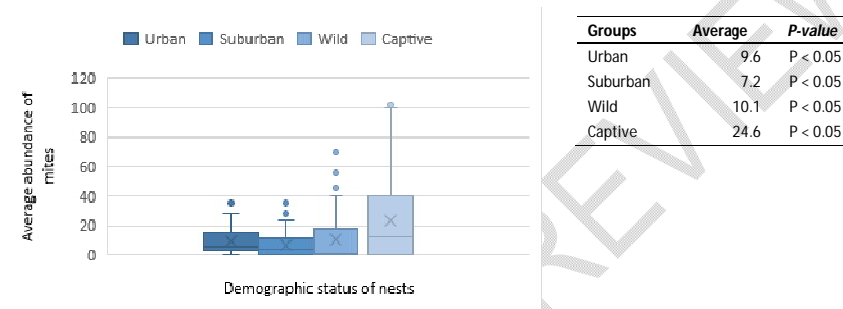 Urban Suburban Wild Captive
120
100
80
60
40
20
0
Average abundance of
mites
Demographic status of nests
Groups Average P-value
Urban 9.6 P < 0.05
Suburban 7.2 P < 0.05
Wild 10.1 P < 0.05
Captive 24.6 P < 0.05
REVIEW